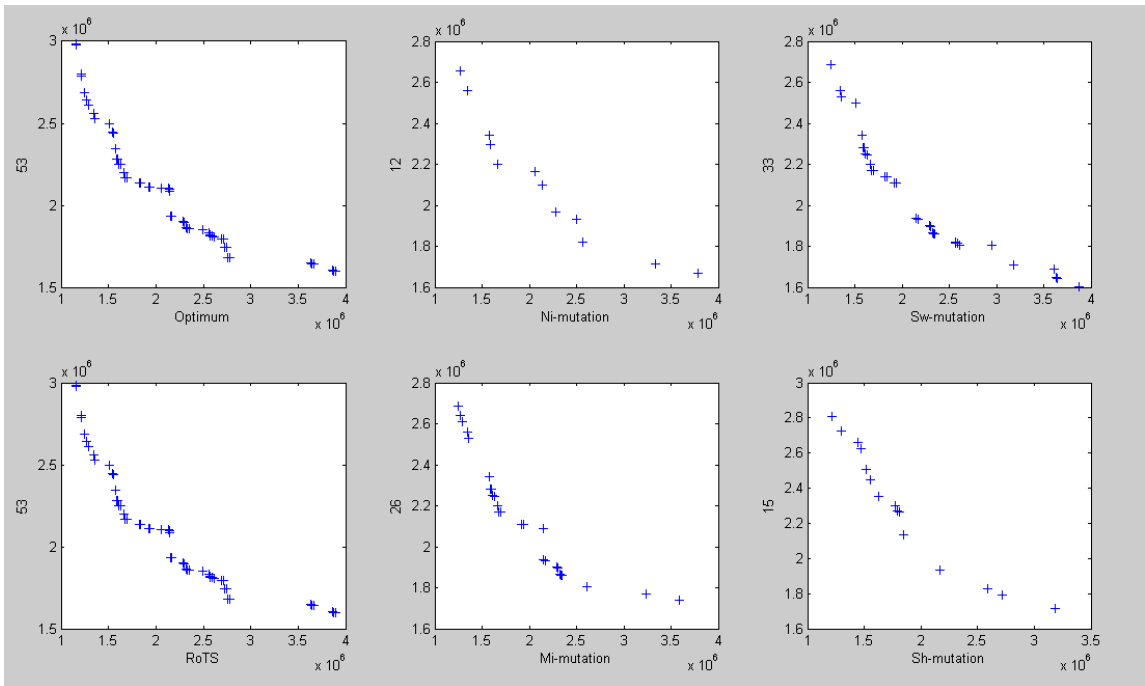 x 10^6
3
2.5
2
1.5
53
1 1.5 2 2.5 3 3.5 4
Optimum
x 10^6
x 10^6
2.8
2.6
2.4
2.2
2
1.8
1.6
12
1 1.5 2 2.5 3 3.5 4
Ni-mutation
x 10^6
x 10^6
2.8
2.6
2.4
2.2
2
1.8
1.6
33
1 1.5 2 2.5 3 3.5 4
Sw-mutation
x 10^6
x 10^6
3
2.5
2
1.5
53
1 1.5 2 2.5 3 3.5 4
RoTS
x 10^6
x 10^6
2.8
2.6
2.4
2.2
2
1.8
1.6
26
1 1.5 2 2.5 3 3.5 4
Mi-mutation
x 10^6
x 10^6
3
2.8
2.6
2.4
2.2
2
1.8
1.6
15
1 1.5 2 2.5 3 3.5
Sh-mutation
x 10^6